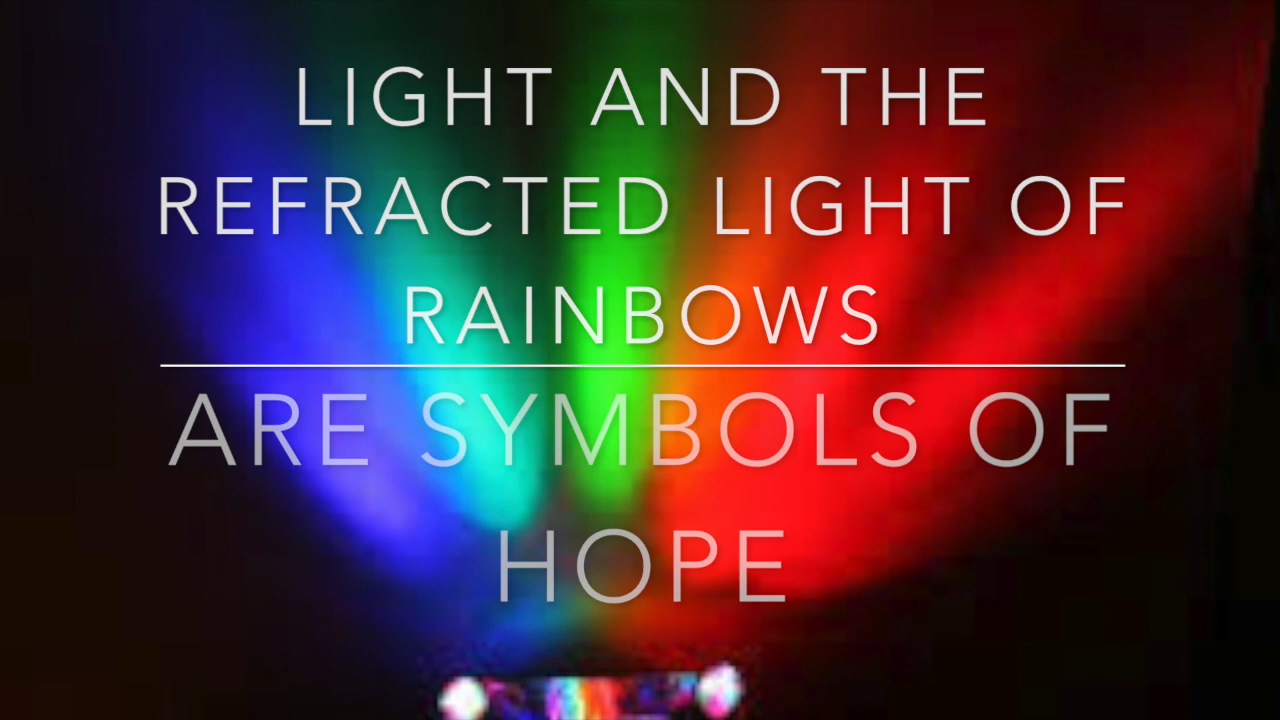 LIGHT AND THE
REFRACTED LIGHT OF
RAINBOWS
ARE SYMBOLS OF
HOPE